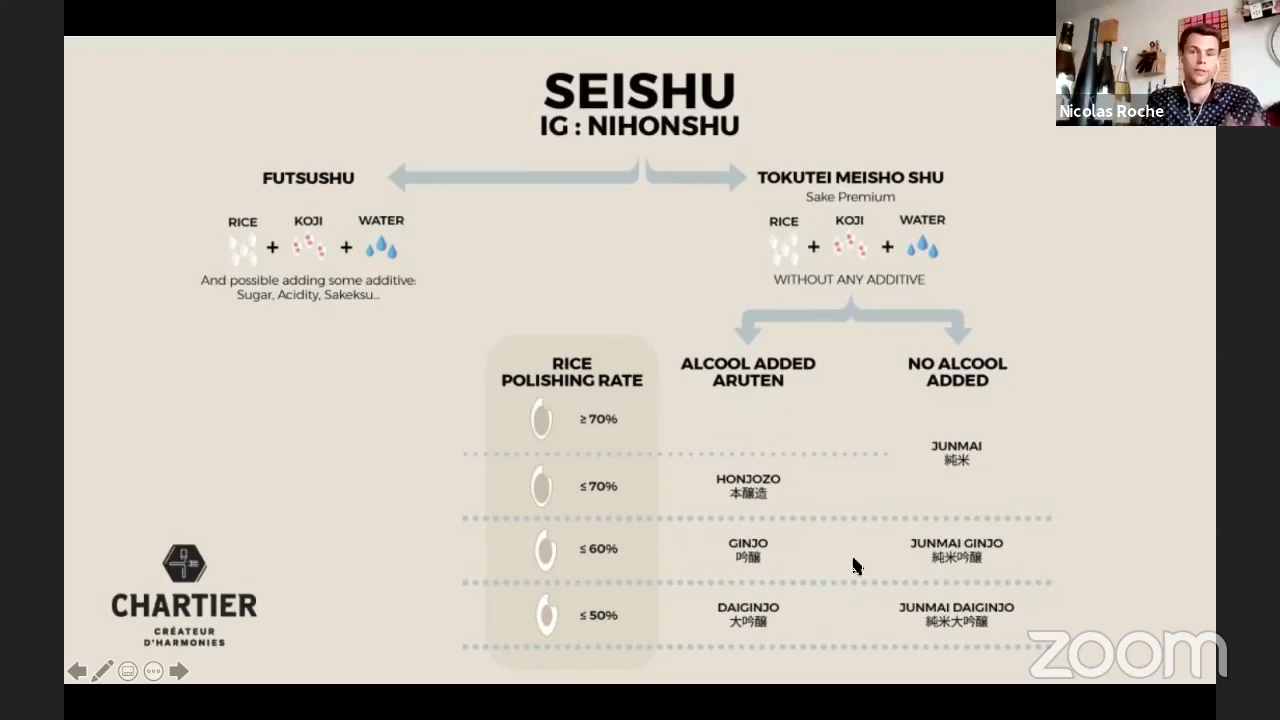 SEISHU
IG : NIHONSHU
Nicolas Roche
FUTSUSHU
RICE + KOJI + WATER
And possible adding some additive:
Sugar, Acidity, Sakeksu...
TOKUTEI MEISHO SHU
Sake Premium
RICE + KOJI + WATER
WITHOUT ANY ADDITIVE
RICE
POLISHING RATE
ALCOOL ADDED
ARUTEN
NO ALCOOL
ADDED
≥ 70%
JUNMAI
純米
≤ 70%
HONJOZO
本醸造
≤ 60%
GINJO
吟醸
JUNMAI GINJO
純米吟醸
≤ 50%
DAIGINJO
大吟醸
JUNMAI DAIGINJO
純米大吟醸
CHARTIER
CRÉATEUR
D'HARMONIES
zoom